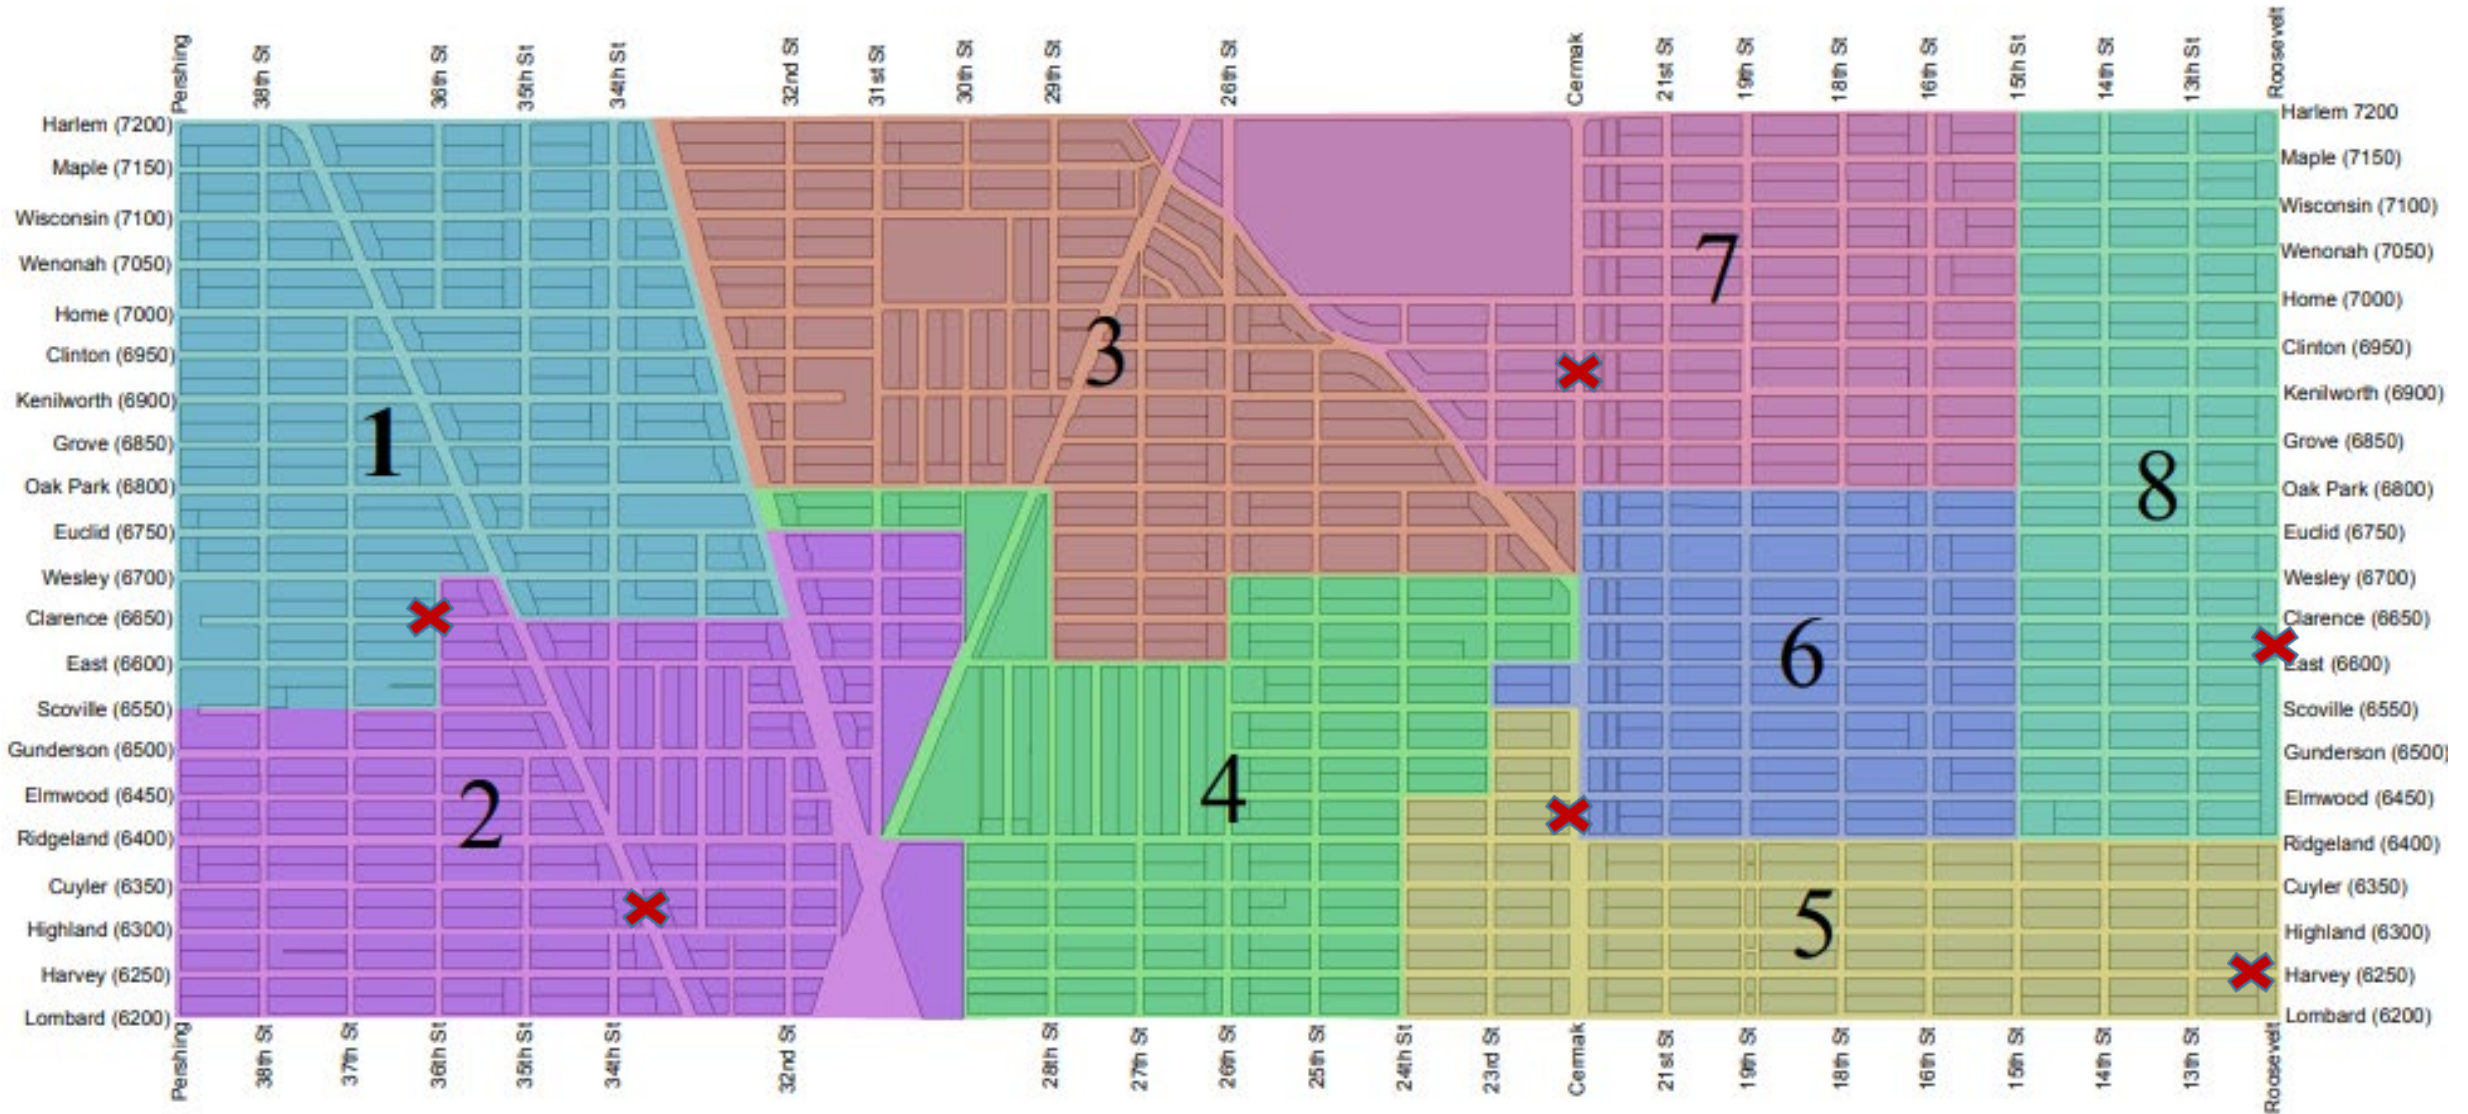 Pershing
38th St
36th St
35th St
34th St
32nd St
31st St
30th St
29th St
26th St
Cermak
21st St
19th St
18th St
16th St
15th St
14th St
13th St
Roosevelt
Harlem (7200)
Maple (7150)
Wisconsin (7100)
Wenonah (7050)
Home (7000)
Clinton (6950)
Kenilworth (6900)
Grove (6850)
Oak Park (6800)
Euclid (6750)
Wesley (6700)
Clarence (6650)
East (6600)
Scoville (6550)
Gunderson (6500)
Elmwood (6450)
Ridgeland (6400)
Cuyler (6350)
Highland (6300)
Harvey (6250)
Lombard (6200)
1
2
3
4
5
6
7
8
Harlem 7200
Maple (7150)
Wisconsin (7100)
Wenonah (7050)
Home (7000)
Clinton (6950)
Kenilworth (6900)
Grove (6850)
Oak Park (6800)
Euclid (6750)
Wesley (6700)
Clarence (6650)
East (6600)
Scoville (6550)
Gunderson (6500)
Elmwood (6450)
Ridgeland (6400)
Cuyler (6350)
Highland (6300)
Harvey (6250)
Lombard (6200)
Pershing
38th St
37th St
36th St
35th St
34th St
32nd St
28th St
27th St
26th St
25th St
24th St
23rd St
Cermak
21st St
19th St
18th St
16th St
15th St
14th St
13th St
Roosevelt